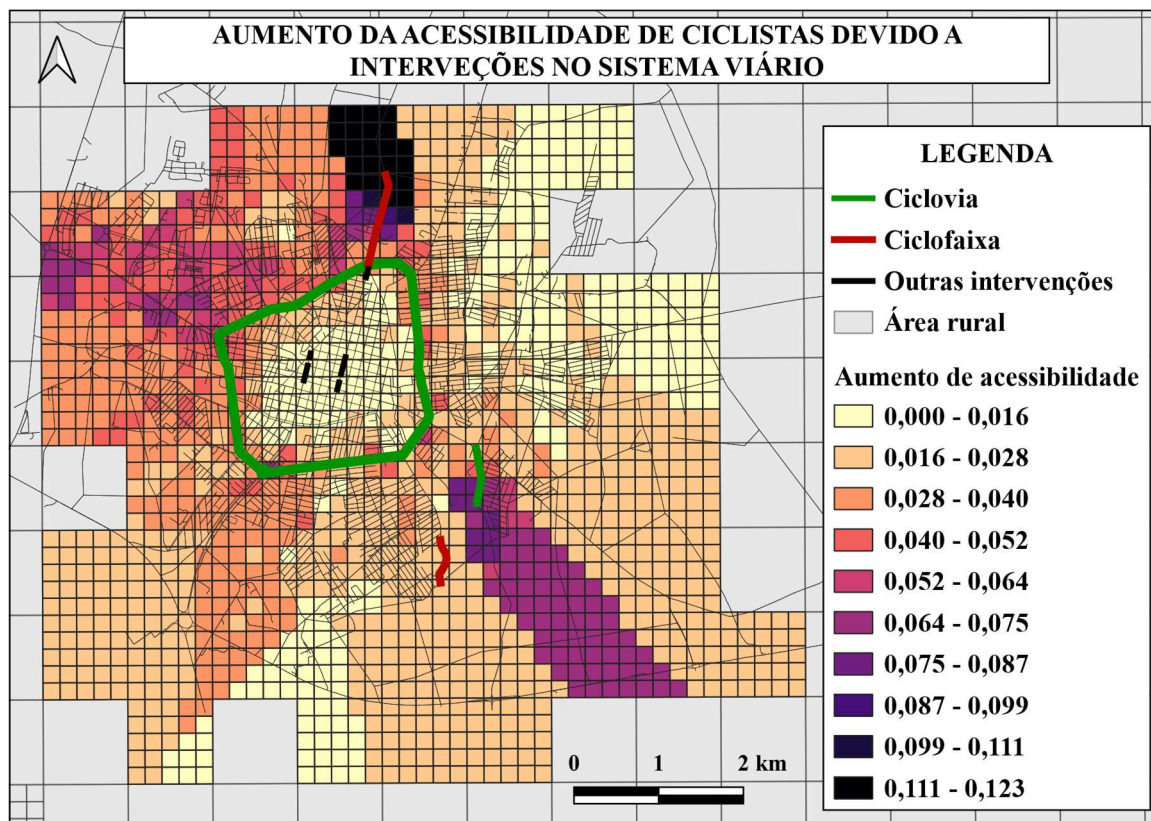 AUMENTO DA ACESSIBILIDADE DE CICLISTAS DEVIDO A
INTERVEÇÕES NO SISTEMA VIÁRIO
LEGENDA
Ciclovia
Ciclofaixa
Outras intervenções
Área rural
Aumento de acessibilidade
0,000 - 0,016
0,016 - 0,028
0,028 - 0,040
0,040 - 0,052
0,052 - 0,064
0,064 - 0,075
0,075 - 0,087
0,087 - 0,099
0,099 - 0,111
0,111 - 0,123
0 1 2 km